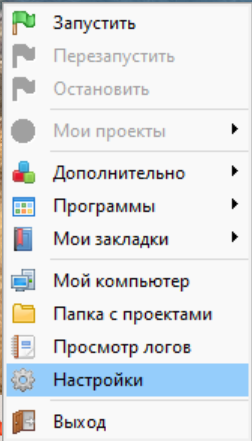 Запустить
Перезапустить
Остановить
Мои проекты
Дополнительно
Программы
Мои закладки
Мой компьютер
Папка с проектами
Просмотр логов
Настройки
Выход